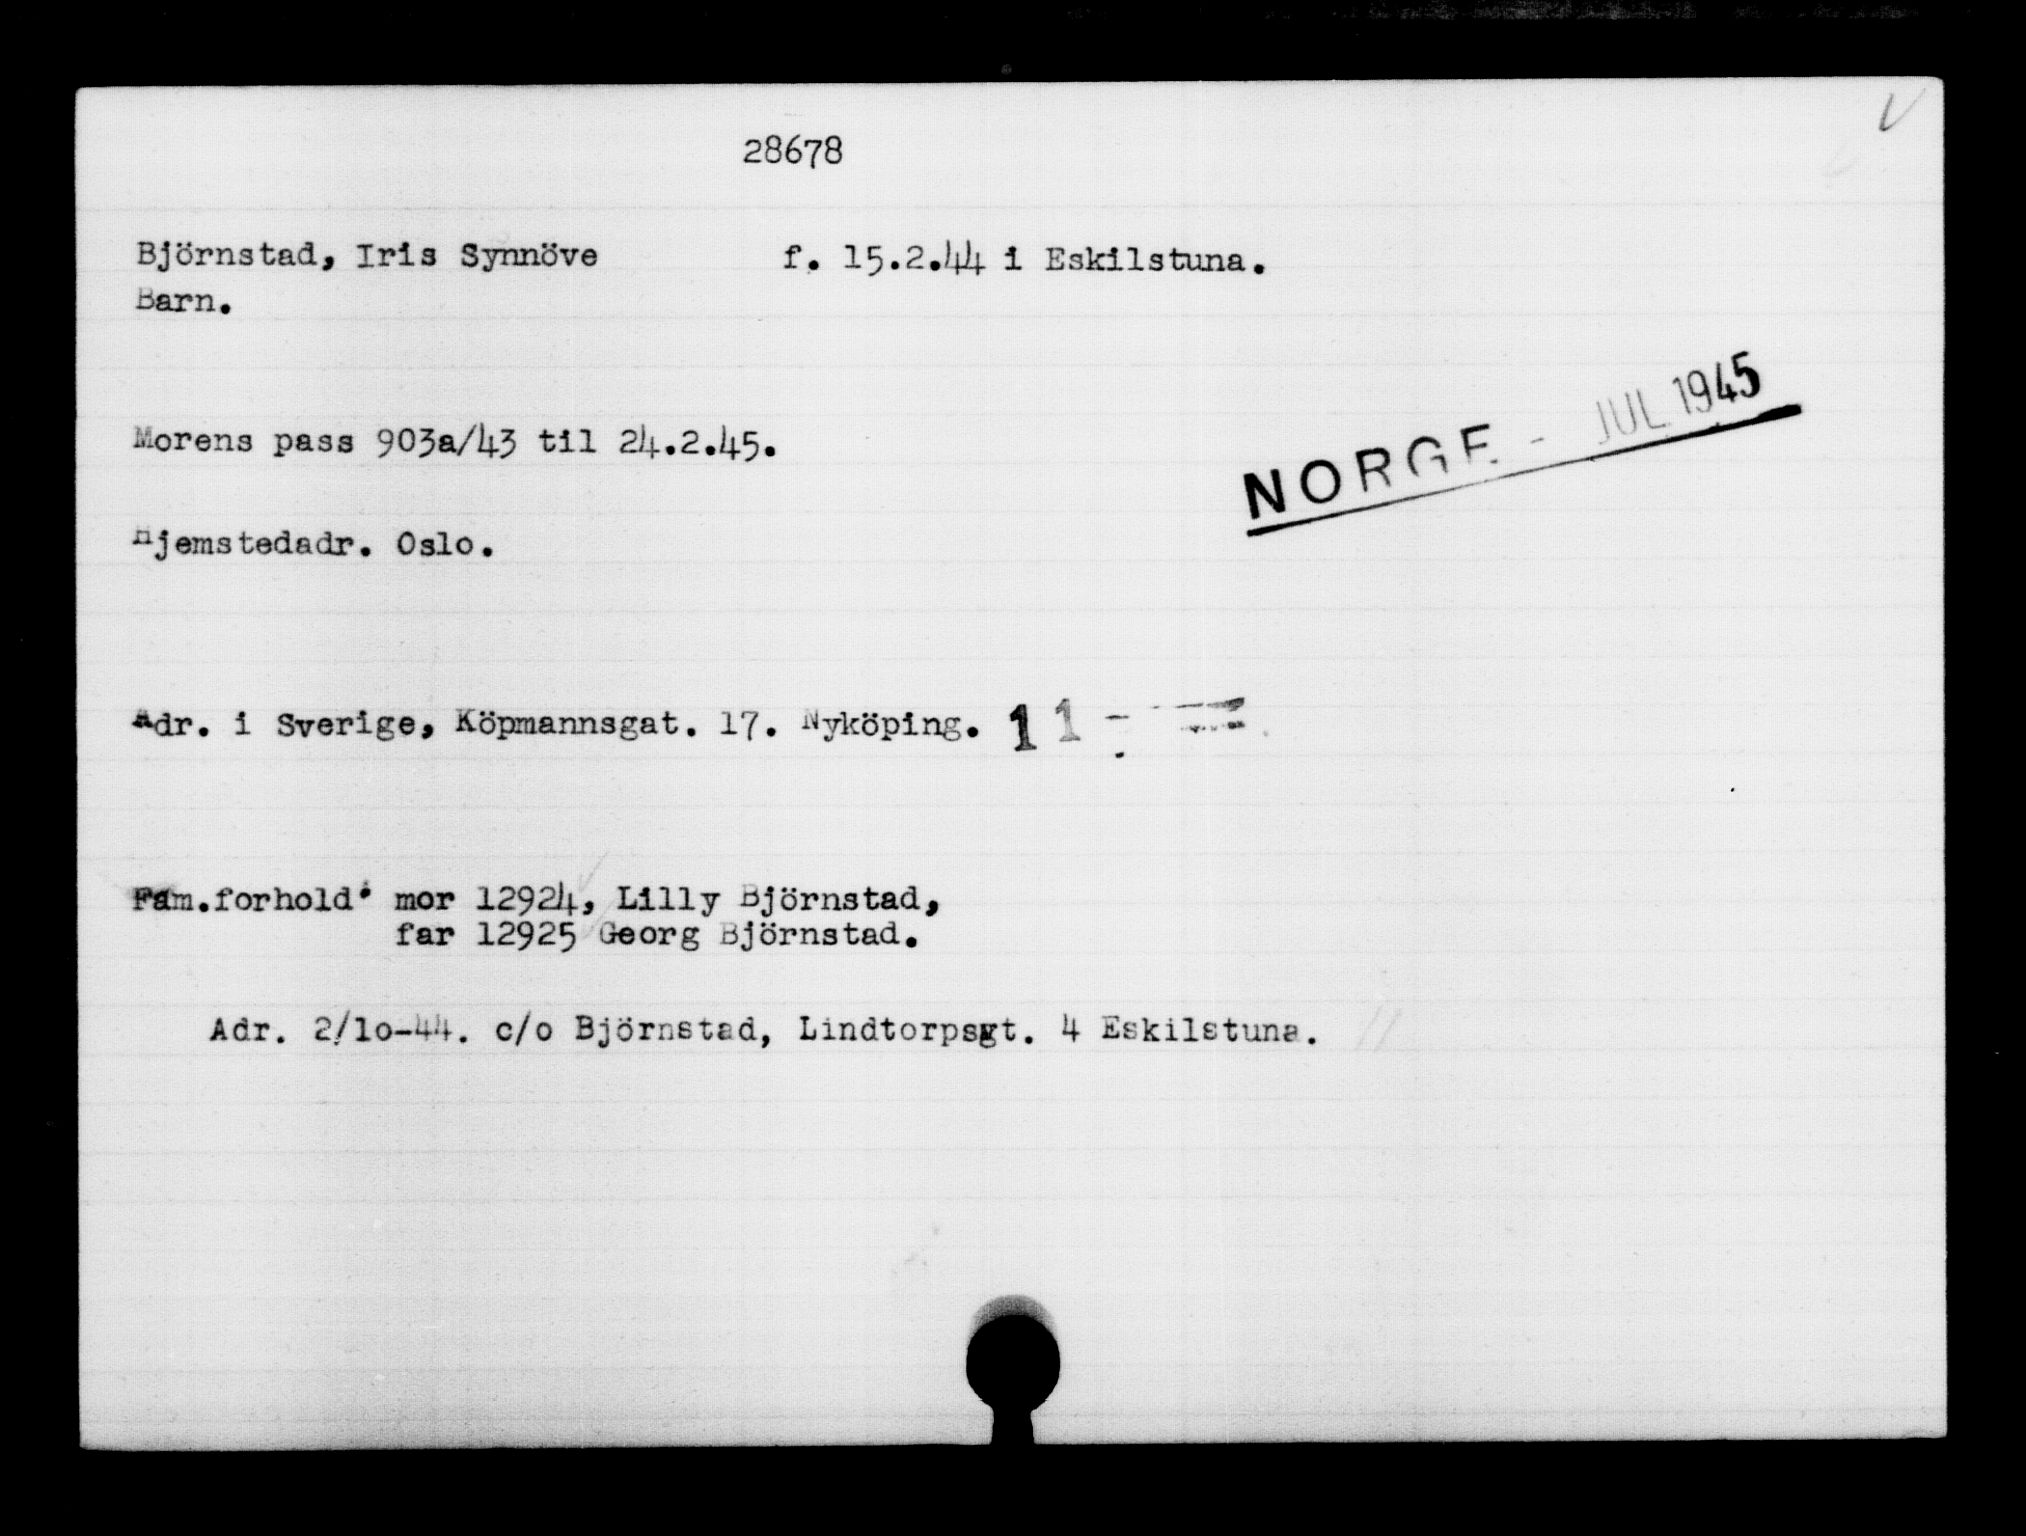 28678
Björnstad, Iris Synnöve f. 15.2.44 i Eskilstuna.
Barn.
NORGE - JUL 1945
Morens pass 903a/43 til 24.2.45.
Hjemstedadr. Oslo.
Adr. i Sverige, Köpmannsgat. 17. Nyköping. 11
Fam.forhold: mor 12924, Lilly Björnstad,
far 12925 Georg Björnstad.
Adr. 2/lo-44. c/o Björnstad, Lindtorpsgt. 4 Eskilstuna.